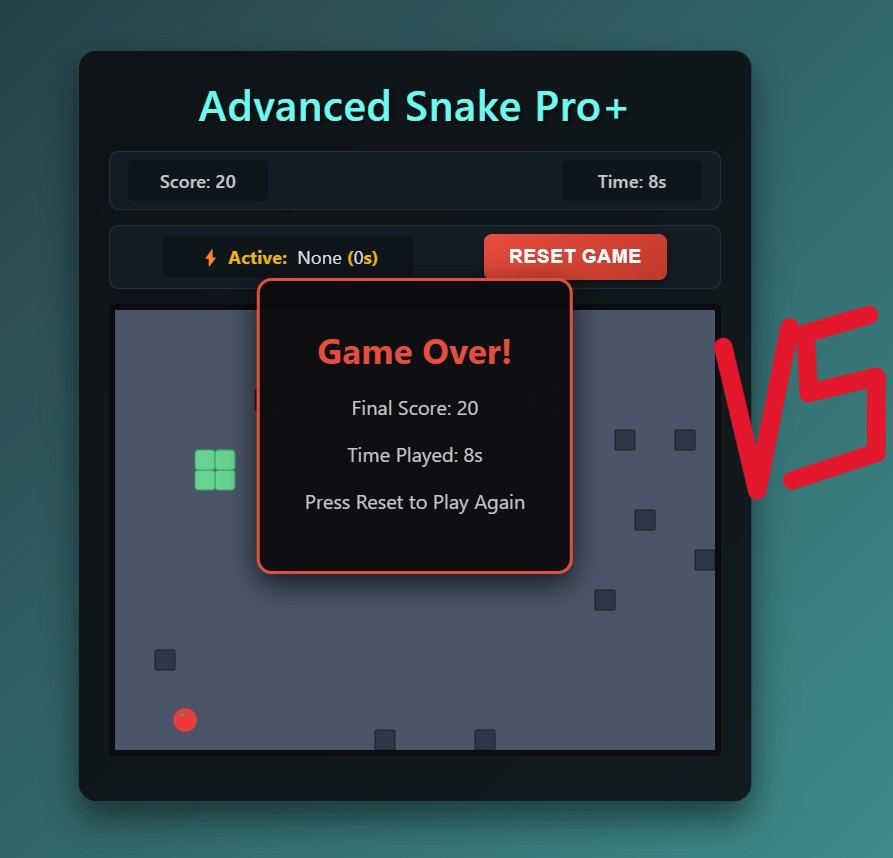 Advanced Snake Pro+
Score: 20
Time: 8s
Active: None (0s)
RESET GAME
Game Over!
Final Score: 20
Time Played: 8s
Press Reset to Play Again
VS